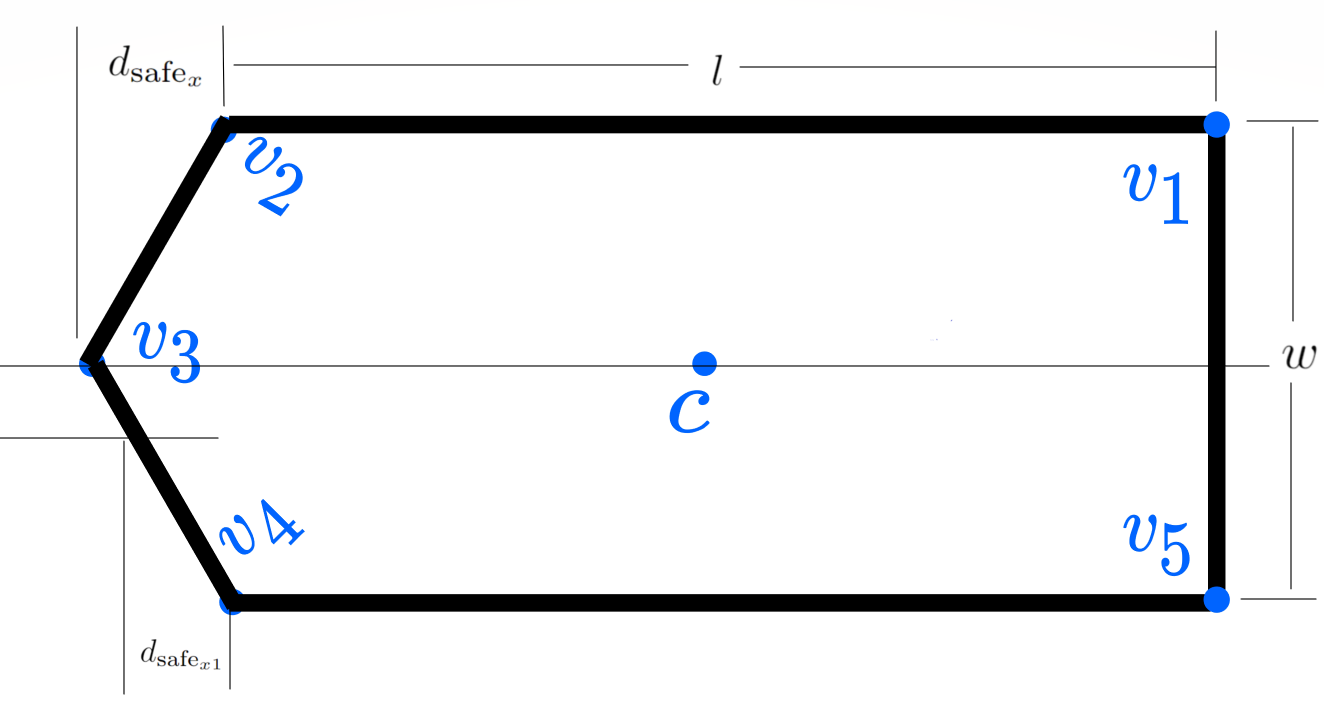 d_safe_x l
v_2 v_1
v_3 w
c
v_4 v_5
d_safe_x1